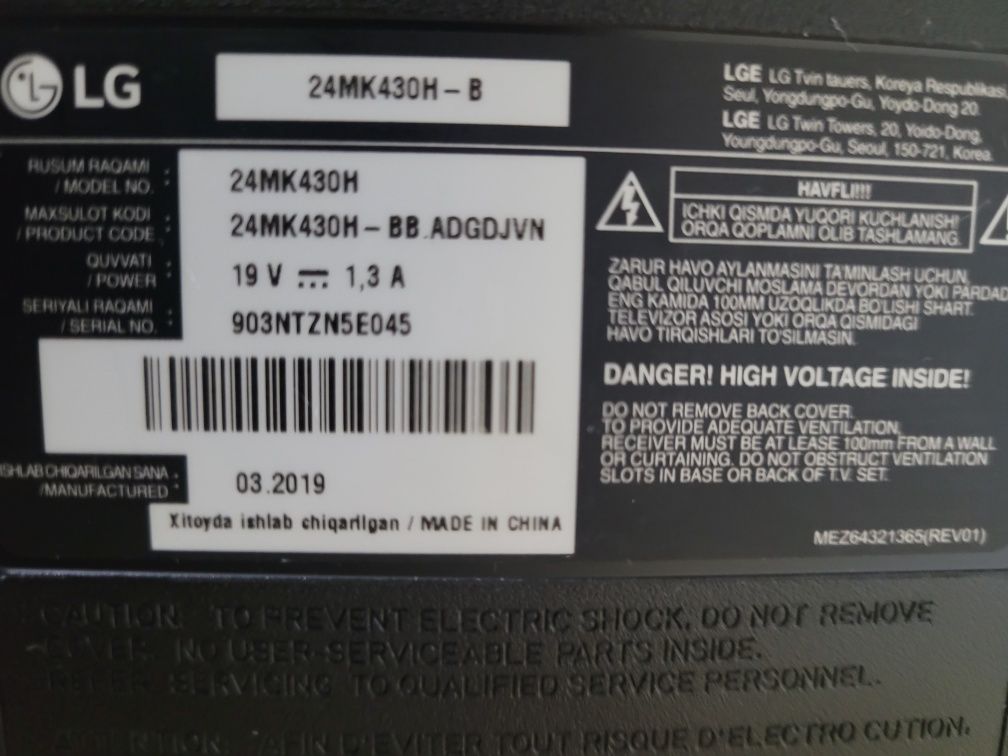 LG
24MK430H-B
LGE LG Tvin tauers, Koreya Respublikas
Seul, Yongdungpo-Gu, Yoydo-Dong 20.
LGE LG Twin Towers, 20, Yoido-Dong,
Youngdungpo-Gu, Seoul, 150-721, Korea.
RUSUM RAQAMI :
/ MODEL NO. :
24MK430H
MAXSULOT KODI :
/ PRODUCT CODE :
24MK430H-BB.ADGDJVN
QUVVATI :
/ POWER :
19 V ⎓ 1,3 A
SERIYALI RAQAMI :
/ SERIAL NO. :
903NTZN5E045
ISHLAB CHIQARILGAN SANA :
/MANUFACTURED :
03.2019
Xitoyda ishlab chiqarilgan / MADE IN CHINA
HAVFLI!!!
ICHKI QISMDA YUQORI KUCHLANISH!
ORQA QOPLAMNI OLIB TASHLAMANG.
ZARUR HAVO AYLANMASINI TA'MINLASH UCHUN,
QABUL QILUVCHI MOSLAMA DEVORDAN YOKI PARDAD
ENG KAMIDA 100MM UZOQLIKDA BO'LISHI SHART.
TELEVIZOR ASOSI YOKI ORQA QISMIDAGI
HAVO TIRQISHLARI TO'SILMASIN.
DANGER! HIGH VOLTAGE INSIDE!
DO NOT REMOVE BACK COVER.
TO PROVIDE ADEQUATE VENTILATION,
RECEIVER MUST BE AT LEASE 100mm FROM A WALL
OR CURTAINING. DO NOT OBSTRUCT VENTILATION
SLOTS IN BASE OR BACK OF T.V. SET.
MEZ64321365(REV01)
CAUTION: TO PREVENT ELECTRIC SHOCK, DO NOT REMOVE
COVER. NO USER-SERVICEABLE PARTS INSIDE.
REFER SERVICING TO QUALIFIED SERVICE PERSONNEL.
ATTENTION: AFIN D'EVITER TOUT RISQUE D'ELECTRO CUTION,